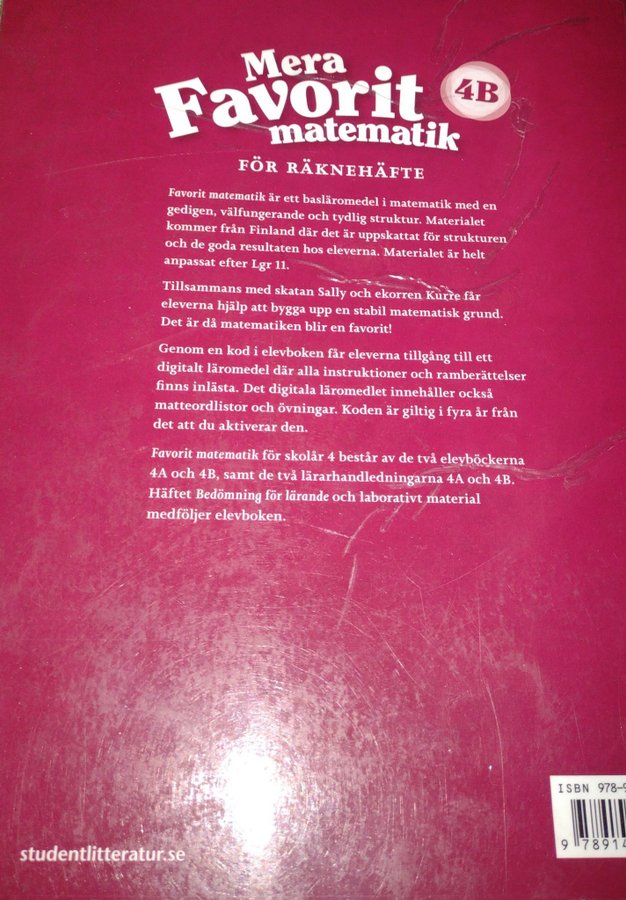 Mera
Favorit
matematik
4B
FÖR RÄKNEHÄFTE
Favorit matematik är ett basläromedel i matematik med en
gedigen, välfungerande och tydlig struktur. Materialet
kommer från Finland där det är uppskattat för strukturen
och de goda resultaten hos eleverna. Materialet är helt
anpassat efter Lgr 11.
Tillsammans med skatan Sally och ekorren Kurre får
eleverna hjälp att bygga upp en stabil matematisk grund.
Det är då matematiken blir en favorit!
Genom en kod i elevboken får eleverna tillgång till ett
digitalt läromedel där alla instruktioner och ramberättelser
finns inlästa. Det digitala läromedlet innehåller också
matteordlistor och övningar. Koden är giltig i fyra år från
det att du aktiverar den.
Favorit matematik för skolår 4 består av de två elevböckerna
4A och 4B, samt de två lärarhandledningarna 4A och 4B.
Häftet Bedömning för lärande och laborativt material
medföljer elevboken.
ISBN 978-9
9 78914
studentlitteratur.se